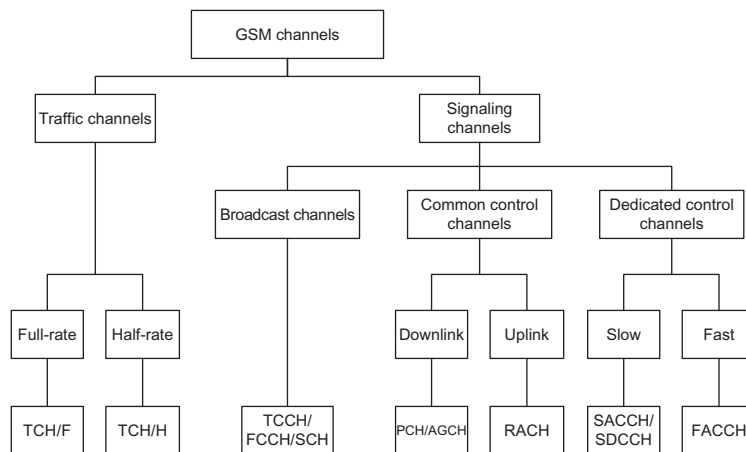 GSM channels
Traffic channels
Signaling
channels
Broadcast channels
Common control
channels
Dedicated control
channels
Full-rate
Half-rate
Downlink
Uplink
Slow
Fast
TCH/F
TCH/H
TCCH/
FCCH/SCH
PCH/AGCH
RACH
SACCH/
SDCCH
FACCH